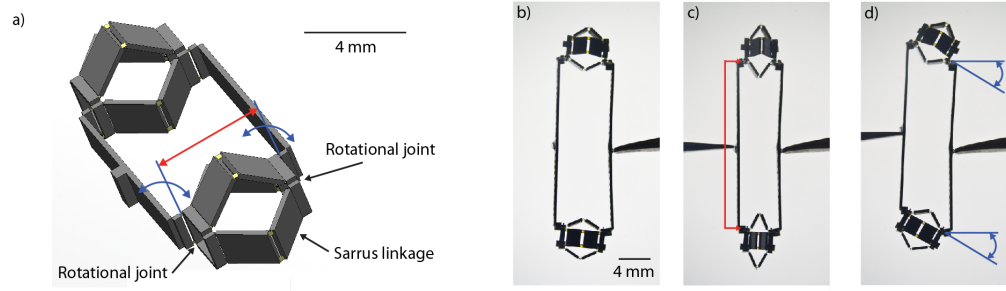 a)
4 mm
Rotational joint
Sarrus linkage
Rotational joint
b)
4 mm
c)
d)